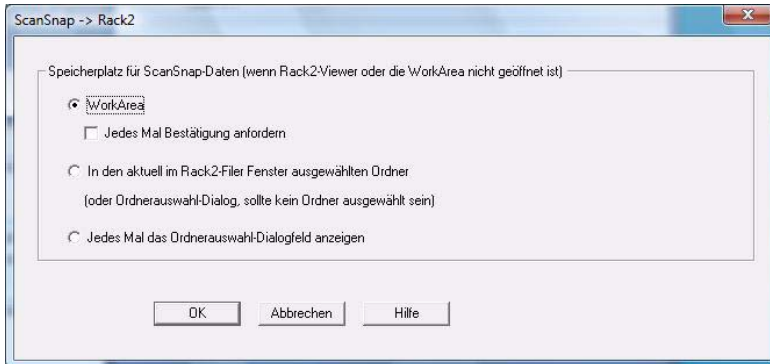 ScanSnap -> Rack2
Speicherplatz für ScanSnap-Daten (wenn Rack2-Viewer oder die WorkArea nicht geöffnet ist)
WorkArea
Jedes Mal Bestätigung anfordern
In den aktuell im Rack2-Filer Fenster ausgewählten Ordner
(oder Ordnerauswahl-Dialog, sollte kein Ordner ausgewählt sein)
Jedes Mal das Ordnerauswahl-Dialogfeld anzeigen
OK Abbrechen Hilfe